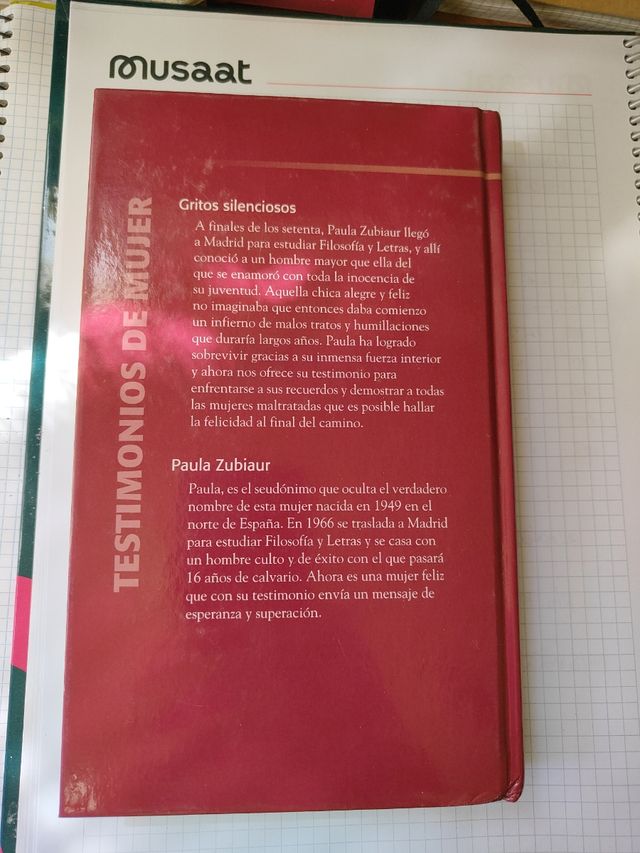 musaat
TESTIMONIOS DE MUJER
Gritos silenciosos
A finales de los setenta, Paula Zubiaur llegó
a Madrid para estudiar Filosofía y Letras, y allí
conoció a un hombre mayor que ella del
que se enamoró con toda la inocencia de
su juventud. Aquella chica alegre y feliz
no imaginaba que entonces daba comienzo
un infierno de malos tratos y humillaciones
que duraría largos años. Paula ha logrado
sobrevivir gracias a su inmensa fuerza interior
y ahora nos ofrece su testimonio para
enfrentarse a sus recuerdos y demostrar a todas
las mujeres maltratadas que es posible hallar
la felicidad al final del camino.
Paula Zubiaur
Paula, es el seudónimo que oculta el verdadero
nombre de esta mujer nacida en 1949 en el
norte de España. En 1966 se traslada a Madrid
para estudiar Filosofía y Letras y se casa con
un hombre culto y de éxito con el que pasará
16 años de calvario. Ahora es una mujer feliz
que con su testimonio envía un mensaje de
esperanza y superación.